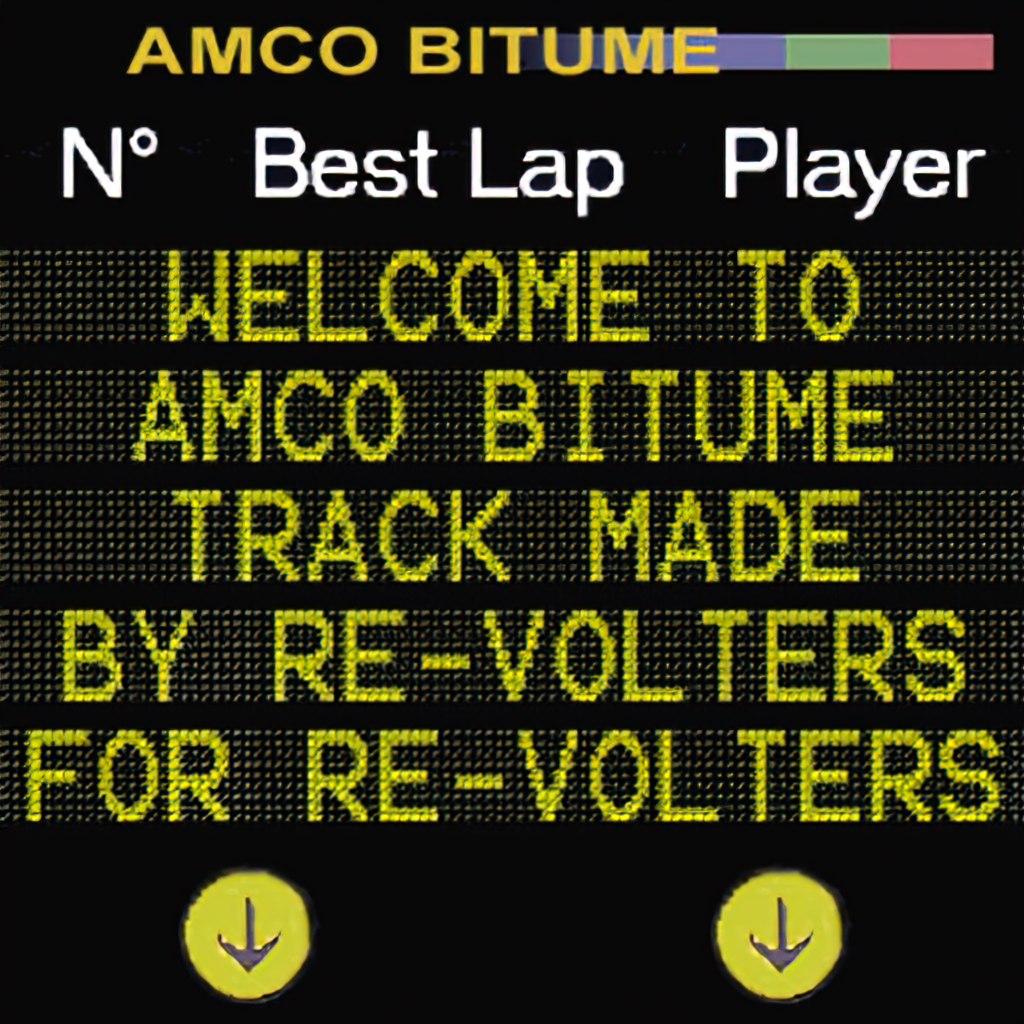 AMCO BITUME
N° Best Lap Player
WELCOME TO
AMCO BITUME
TRACK MADE
BY RE-VOLTERS
FOR RE-VOLTERS